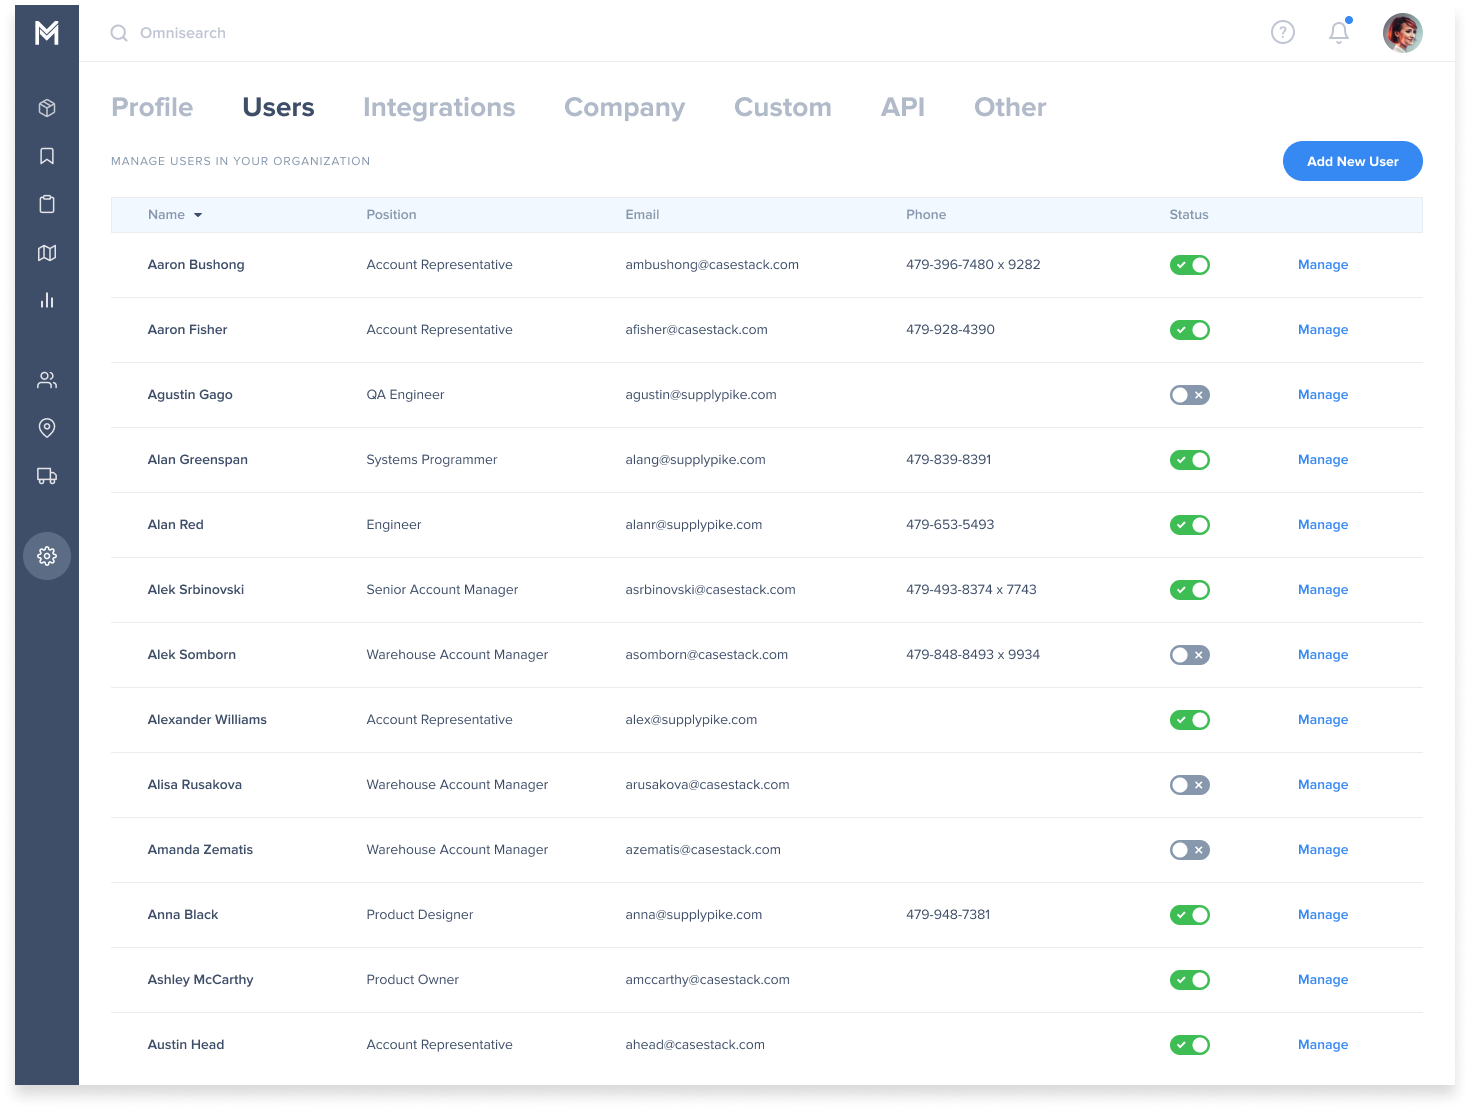 M
Omnisearch
?
Profile Users Integrations Company Custom API Other
MANAGE USERS IN YOUR ORGANIZATION
Add New User
Name Position Email Phone Status
Aaron Bushong Account Representative ambushong@casestack.com 479-396-7480 x 9282 Manage
Aaron Fisher Account Representative afisher@casestack.com 479-928-4390 Manage
Agustin Gago QA Engineer agustin@supplypike.com Manage
Alan Greenspan Systems Programmer alang@supplypike.com 479-839-8391 Manage
Alan Red Engineer alanr@supplypike.com 479-653-5493 Manage
Alek Srbinovski Senior Account Manager asrbinovski@casestack.com 479-493-8374 x 7743 Manage
Alek Somborn Warehouse Account Manager asomborn@casestack.com 479-848-8493 x 9934 Manage
Alexander Williams Account Representative alex@supplypike.com Manage
Alisa Rusakova Warehouse Account Manager arusakova@casestack.com Manage
Amanda Zematis Warehouse Account Manager azematis@casestack.com Manage
Anna Black Product Designer anna@supplypike.com 479-948-7381 Manage
Ashley McCarthy Product Owner amccarthy@casestack.com Manage
Austin Head Account Representative ahead@casestack.com Manage